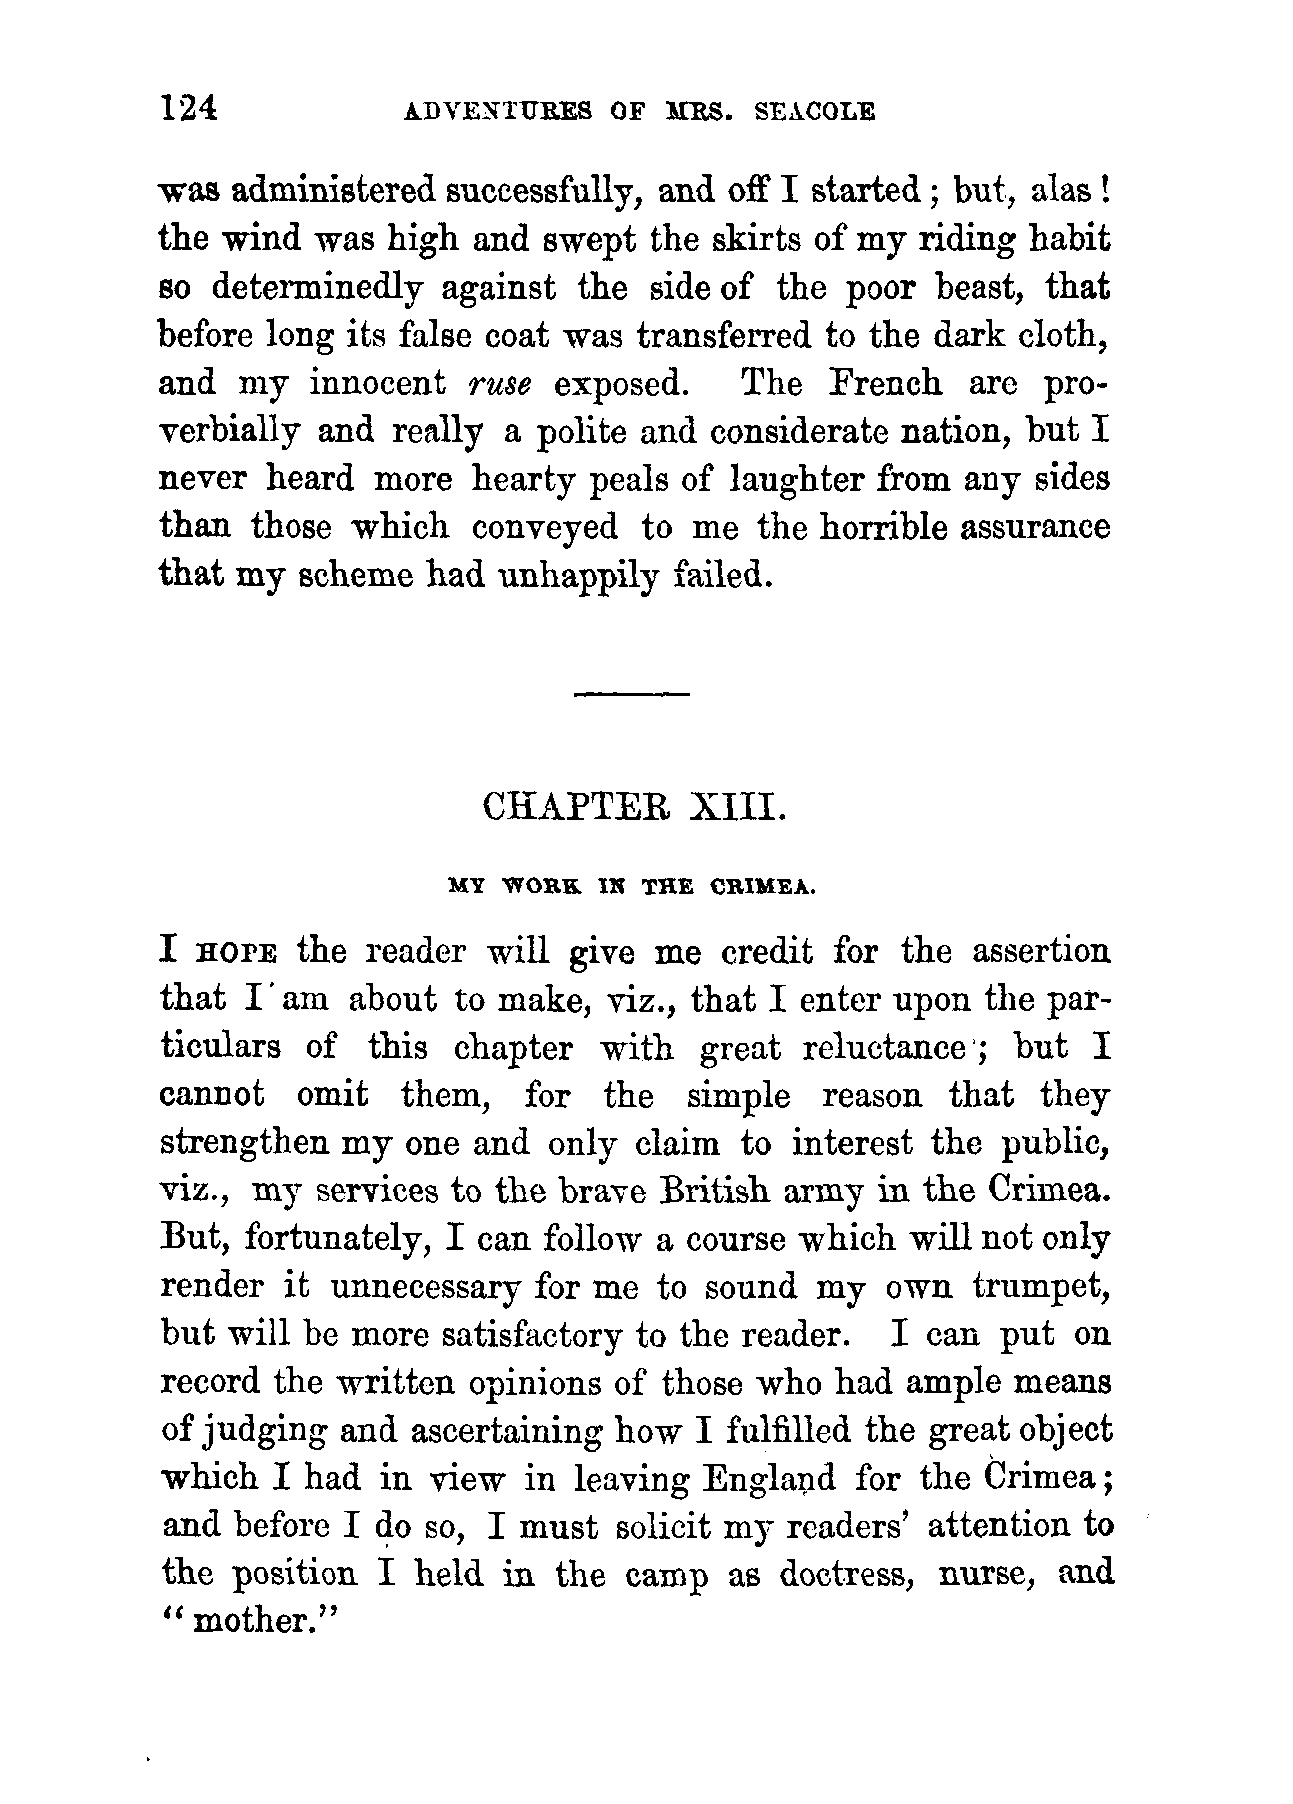 124 ADVENTURES OF MRS. SEACOLE
was administered successfully, and off I started ; but, alas !
the wind was high and swept the skirts of my riding habit
so determinedly against the side of the poor beast, that
before long its false coat was transferred to the dark cloth,
and my innocent ruse exposed. The French are pro-
verbially and really a polite and considerate nation, but I
never heard more hearty peals of laughter from any sides
than those which conveyed to me the horrible assurance
that my scheme had unhappily failed.
CHAPTER XIII.
MY WORK IN THE CRIMEA.
I HOPE the reader will give me credit for the assertion
that I am about to make, viz., that I enter upon the par-
ticulars of this chapter with great reluctance ; but I
cannot omit them, for the simple reason that they
strengthen my one and only claim to interest the public,
viz., my services to the brave British army in the Crimea.
But, fortunately, I can follow a course which will not only
render it unnecessary for me to sound my own trumpet,
but will be more satisfactory to the reader. I can put on
record the written opinions of those who had ample means
of judging and ascertaining how I fulfilled the great object
which I had in view in leaving England for the Crimea ;
and before I do so, I must solicit my readers' attention to
the position I held in the camp as doctress, nurse, and
" mother."